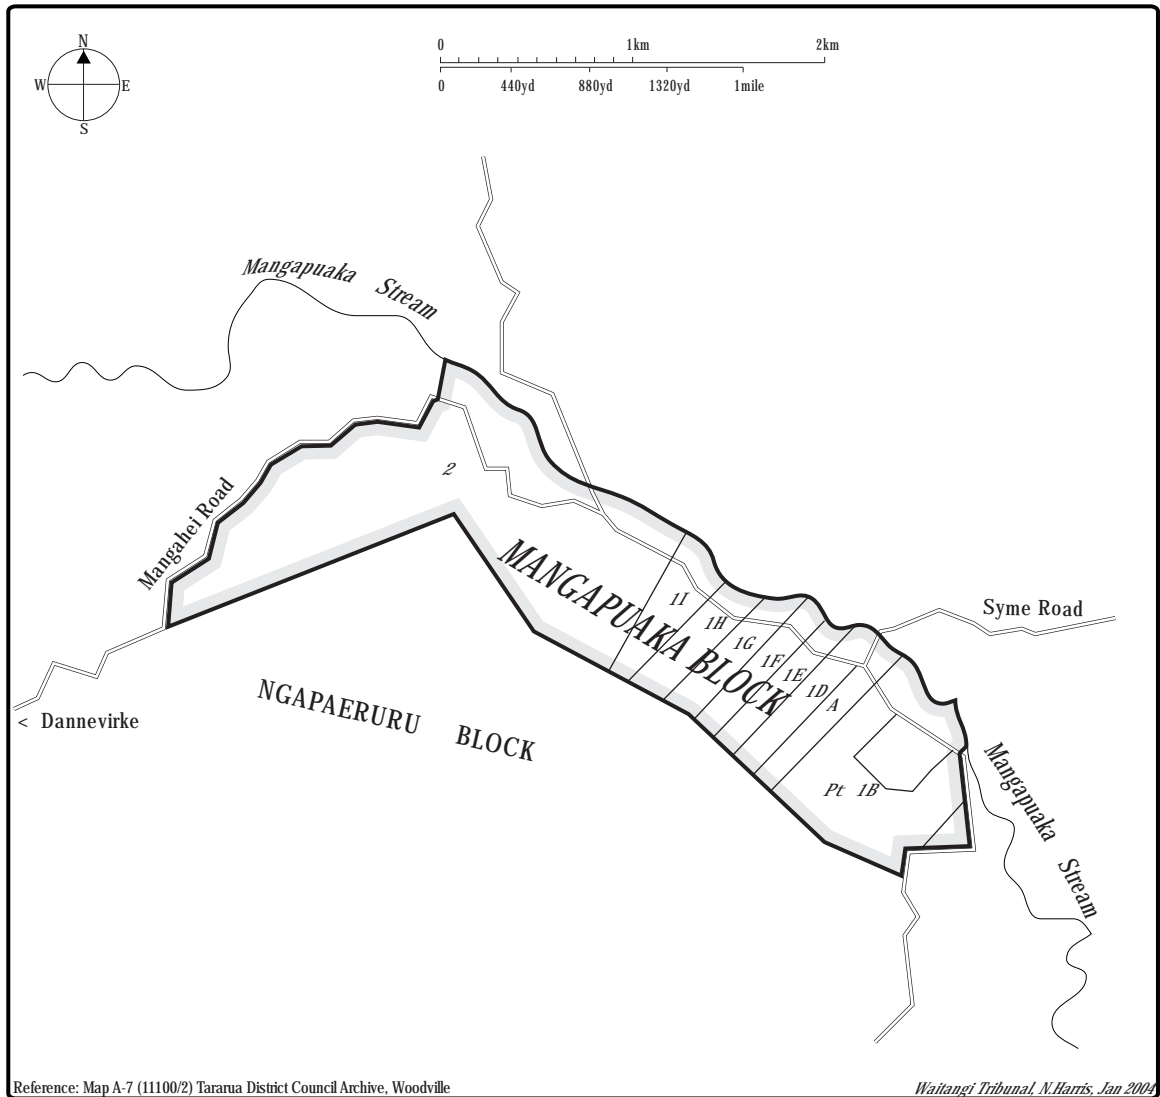 N
W E
S
0 1km 2km
0 440yd 880yd 1320yd 1mile
Mangapuaka Stream
Mangahei Road
2
MANGAPUAKA BLOCK
1I
1H
1G
1F
1E
1D
A
Pt 1B
Syme Road
< Dannevirke
NGAPAERURU BLOCK
Mangapuaka Stream
Reference: Map A-7 (11100/2) Tararua District Council Archive, Woodville
Waitangi Tribunal, N.Harris, Jan 2004